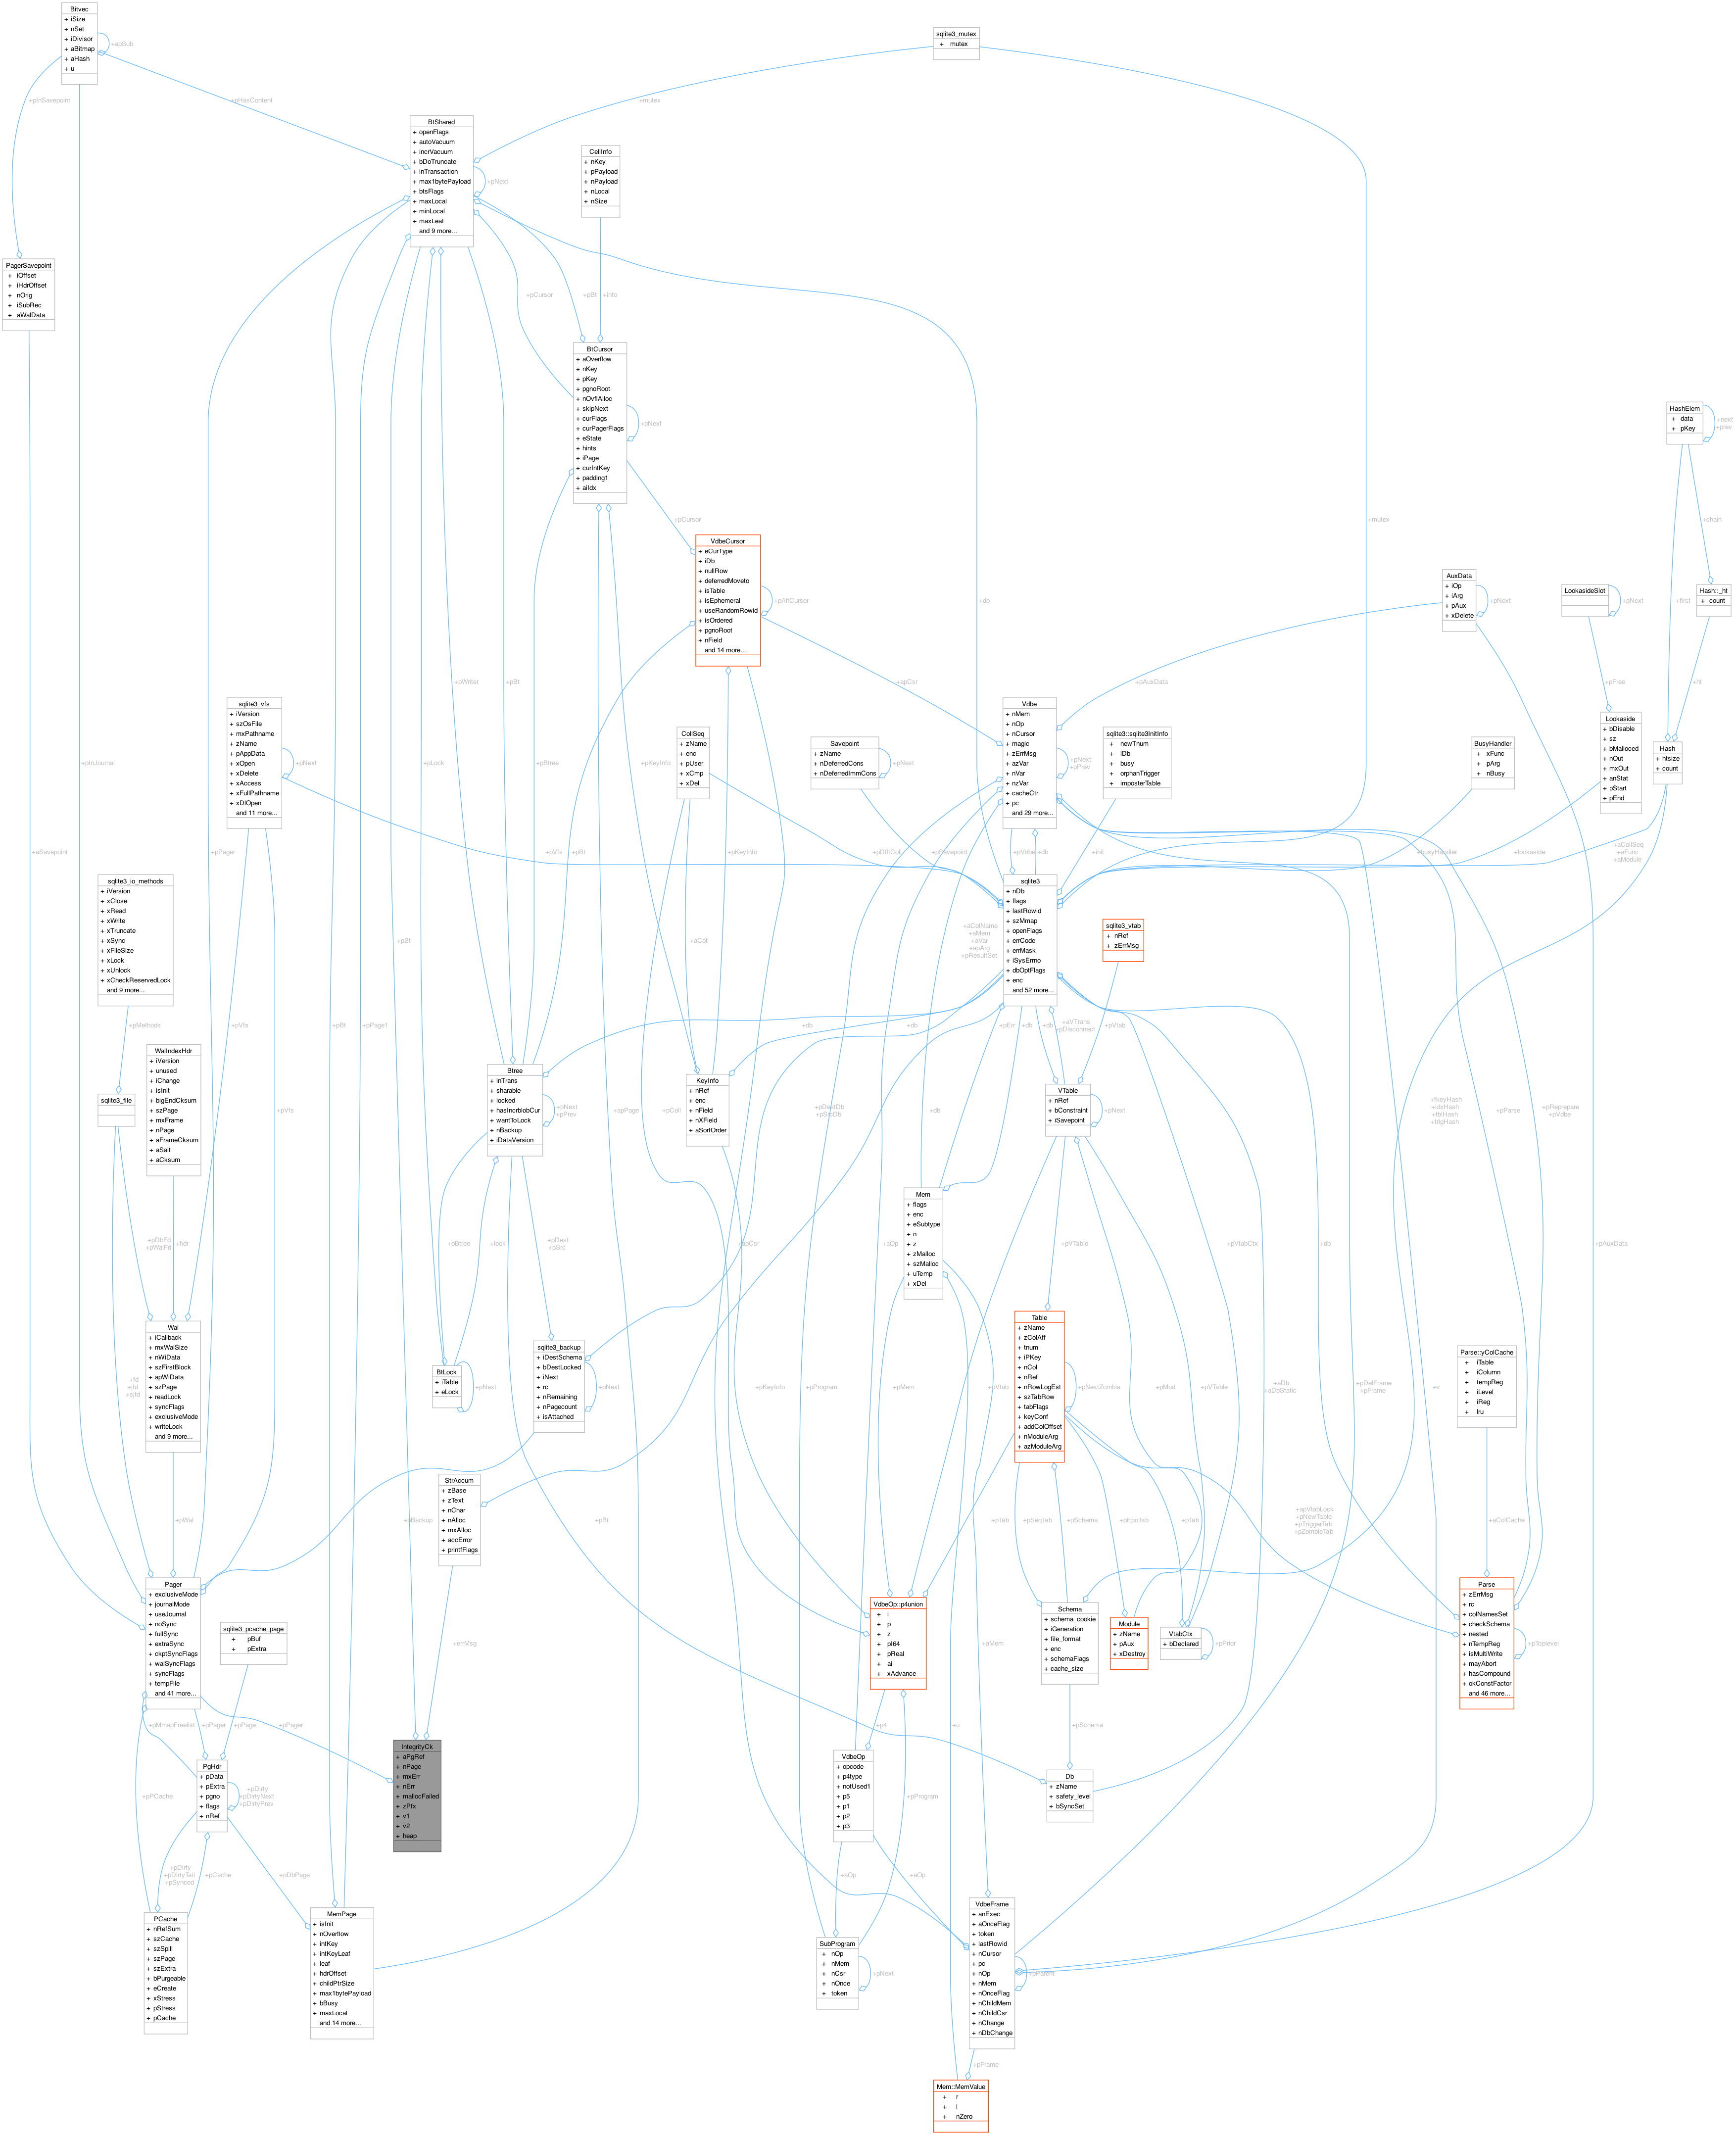 Bitvec
+ iSize
+ nSet
+ iDivisor
+ aBitmap
+ aHash
+ u
+apSub
sqlite3_mutex
+ mutex
+pInSavepoint
+pHasContent
+mutex
BtShared
+ openFlags
+ autoVacuum
+ incrVacuum
+ bDoTruncate
+ inTransaction
+ max1bytePayload
+ btsFlags
+ maxLocal
+ minLocal
+ maxLeaf
and 9 more...
+pNext
CellInfo
+ nKey
+ pPayload
+ nPayload
+ nLocal
+ nSize
PagerSavepoint
+ iOffset
+ iHdrOffset
+ nOrig
+ iSubRec
+ aWalData
+pCursor
+pBt
+info
BtCursor
+ aOverflow
+ nKey
+ pKey
+ pgnoRoot
+ nOvflAlloc
+ skipNext
+ curFlags
+ curPagerFlags
+ eState
+ hints
+ iPage
+ curIntKey
+ padding1
+ aiIdx
+pNext
HashElem
+ data
+ pKey
+next
+prev
+pCursor
+mutex
+chain
VdbeCursor
+ eCurType
+ iDb
+ nullRow
+ deferredMoveto
+ isTable
+ isEphemeral
+ useRandomRowid
+ isOrdered
+ pgnoRoot
+ nField
and 14 more...
+pAltCursor
+db
AuxData
+ iOp
+ iArg
+ pAux
+ xDelete
+pNext
LookasideSlot
+pNext
+first
Hash::_ht
+ count
+pWriter
+pBt
+apCsr
+pAuxData
+pFree
+ht
sqlite3_vfs
+ iVersion
+ szOsFile
+ mxPathname
+ zName
+ pAppData
+ xOpen
+ xDelete
+ xAccess
+ xFullPathname
+ xDlOpen
and 11 more...
+pNext
CollSeq
+ zName
+ enc
+ pUser
+ xCmp
+ xDel
Savepoint
+ zName
+ nDeferredCons
+ nDeferredImmCons
+pNext
Vdbe
+ nMem
+ nOp
+ nCursor
+ magic
+ zErrMsg
+ azVar
+ nVar
+ nzVar
+ cacheCtr
+ pc
and 29 more...
+pNext
+pPrev
sqlite3::sqlite3InitInfo
+ newTnum
+ iDb
+ busy
+ orphanTrigger
+ imposterTable
BusyHandler
+ xFunc
+ pArg
+ nBusy
Lookaside
+ bDisable
+ sz
+ bMalloced
+ nOut
+ mxOut
+ anStat
+ pStart
+ pEnd
Hash
+ htsize
+ count
+pInJournal
+pLock
+pKeyInfo
+pBtree
+aSavepoint
+pPager
+pVfs
+pBt
+pKeyInfo
+pDfltColl
+pSavepoint
+pVdbe
+db
+init
+busyHandler
+lookaside
+aCollSeq
+aFunc
+aModule
sqlite3_io_methods
+ iVersion
+ xClose
+ xRead
+ xWrite
+ xTruncate
+ xSync
+ xFileSize
+ xLock
+ xUnlock
+ xCheckReservedLock
and 9 more...
sqlite3
+ nDb
+ flags
+ lastRowid
+ szMmap
+ openFlags
+ errCode
+ errMask
+ iSysErrno
+ dbOptFlags
+ enc
and 52 more...
sqlite3_vtab
+ nRef
+ zErrMsg
+pBt
+aColl
+aColName
+aMem
+aVar
+apArg
+pResultSet
+pMethods
+pVfs
+pBt
+pPage1
+db
+db
+pErr
+db
+db
+aVTrans
+pDisconnect
+pVtab
WalIndexHdr
+ iVersion
+ unused
+ iChange
+ isInit
+ bigEndCksum
+ szPage
+ mxFrame
+ nPage
+ aFrameCksum
+ aSalt
+ aCksum
sqlite3_file
Btree
+ inTrans
+ sharable
+ locked
+ hasIncrblobCur
+ wantToLock
+ nBackup
+ iDataVersion
+pNext
+pPrev
KeyInfo
+ nRef
+ enc
+ nField
+ nXField
+ aSortOrder
VTable
+ nRef
+ bConstraint
+ iSavepoint
+pNext
+pVfs
+apPage
+pColl
+pDestDb
+pSrcDb
+db
+fkeyHash
+idxHash
+tblHash
+trigHash
+pParse
+pReprepare
+pVdbe
Mem
+ flags
+ enc
+ eSubtype
+ n
+ z
+ zMalloc
+ szMalloc
+ uTemp
+ xDel
+pDbFd
+pWalFd
+hdr
+pBtree
+lock
+pDest
+pSrc
+apCsr
+aOp
+pVTable
+pVtabCtx
+db
+pAuxData
Wal
+ iCallback
+ mxWalSize
+ nWiData
+ szFirstBlock
+ apWiData
+ szPage
+ readLock
+ syncFlags
+ exclusiveMode
+ writeLock
and 9 more...
Table
+ zName
+ zColAff
+ tnum
+ iPKey
+ nCol
+ nRef
+ nRowLogEst
+ szTabRow
+ tabFlags
+ keyConf
+ addColOffset
+ nModuleArg
+ azModuleArg
+pNextZombie
sqlite3_backup
+ iDestSchema
+ bDestLocked
+ iNext
+ rc
+ nRemaining
+ nPagecount
+ isAttached
+pNext
BtLock
+ iTable
+ eLock
+pNext
Parse::yColCache
+ iTable
+ iColumn
+ tempReg
+ iLevel
+ iReg
+ lru
+fd
+jfd
+sjfd
+pKeyInfo
+pProgram
+pMem
+pVtab
+pMod
+pVTable
+aDb
+aDbStatic
+pDelFrame
+pFrame
+v
StrAccum
+ zBase
+ zText
+ nChar
+ nAlloc
+ mxAlloc
+ accError
+ printfFlags
+pWal
+pBackup
+pBt
+pTab
+pSeqTab
+pSchema
+pEpoTab
+pTab
+apVtabLock
+pNewTable
+pTriggerTab
+pZombieTab
+aColCache
Pager
+ exclusiveMode
+ journalMode
+ useJournal
+ noSync
+ fullSync
+ extraSync
+ ckptSyncFlags
+ walSyncFlags
+ syncFlags
+ tempFile
and 41 more...
sqlite3_pcache_page
+ pBuf
+ pExtra
VdbeOp::p4union
+ i
+ p
+ z
+ pI64
+ pReal
+ ai
+ xAdvance
Schema
+ schema_cookie
+ iGeneration
+ file_format
+ enc
+ schemaFlags
+ cache_size
Module
+ zName
+ pAux
+ xDestroy
VtabCtx
+ bDeclared
+pPrior
Parse
+ zErrMsg
+ rc
+ colNamesSet
+ checkSchema
+ nested
+ nTempReg
+ isMultiWrite
+ mayAbort
+ hasCompound
+ okConstFactor
and 46 more...
+pToplevel
+errMsg
+aMem
+pMmapFreelist
+pPager
+pPage
+pPager
+p4
+u
+pSchema
IntegrityCk
+ aPgRef
+ nPage
+ mxErr
+ nErr
+ mallocFailed
+ zPfx
+ v1
+ v2
+ heap
PgHdr
+ pData
+ pExtra
+ pgno
+ flags
+ nRef
+pDirty
+pDirtyNext
+pDirtyPrev
VdbeOp
+ opcode
+ p4type
+ notUsed1
+ p5
+ p1
+ p2
+ p3
Db
+ zName
+ safety_level
+ bSyncSet
+pPCache
+pProgram
+pDirty
+pDirtyTail
+pSynced
+pCache
+pDbPage
+aOp
+aOp
PCache
+ nRefSum
+ szCache
+ szSpill
+ szPage
+ szExtra
+ bPurgeable
+ eCreate
+ xStress
+ pStress
+ pCache
MemPage
+ isInit
+ nOverflow
+ intKey
+ intKeyLeaf
+ leaf
+ hdrOffset
+ childPtrSize
+ max1bytePayload
+ bBusy
+ maxLocal
and 14 more...
SubProgram
+ nOp
+ nMem
+ nCsr
+ nOnce
+ token
+pNext
VdbeFrame
+ anExec
+ aOnceFlag
+ token
+ lastRowid
+ nCursor
+ pc
+ nOp
+ nMem
+ nOnceFlag
+ nChildMem
+ nChildCsr
+ nChange
+ nDbChange
+pParent
+pFrame
Mem::MemValue
+ r
+ i
+ nZero